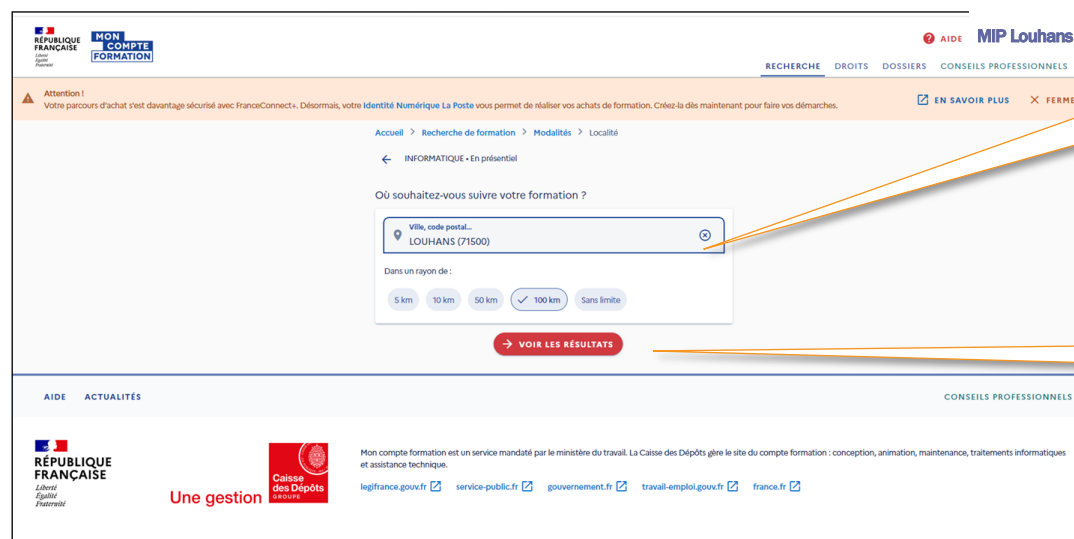 RÉPUBLIQUE
FRANÇAISE
Liberté
Égalité
Fraternité
MON
COMPTE
FORMATION
AIDE
MIP Louhans
RECHERCHE DROITS DOSSIERS CONSEILS PROFESSIONNELS
Attention !
Votre parcours d'achat s'est davantage sécurisé avec FranceConnect+. Désormais, votre Identité Numérique La Poste vous permet de réaliser vos achats de formation. Créez-la dès maintenant pour faire vos démarches.
EN SAVOIR PLUS
FERME
Accueil > Recherche de formation > Modalités > Localité
INFORMATIQUE • En présentiel
Où souhaitez-vous suivre votre formation ?
Ville, code postal...
LOUHANS (71500)
Dans un rayon de :
5 km 10 km 50 km 100 km Sans limite
VOIR LES RÉSULTATS
AIDE ACTUALITÉS CONSEILS PROFESSIONNELS
RÉPUBLIQUE
FRANÇAISE
Liberté
Égalité
Fraternité
Une gestion
Caisse
des Dépôts
GROUPE
Mon compte formation est un service mandaté par le ministère du travail. La Caisse des Dépôts gère le site du compte formation : conception, animation, maintenance, traitements informatiques
et assistance technique.
legifrance.gouv.fr service-public.fr gouvernement.fr travail-emploi.gouv.fr france.fr